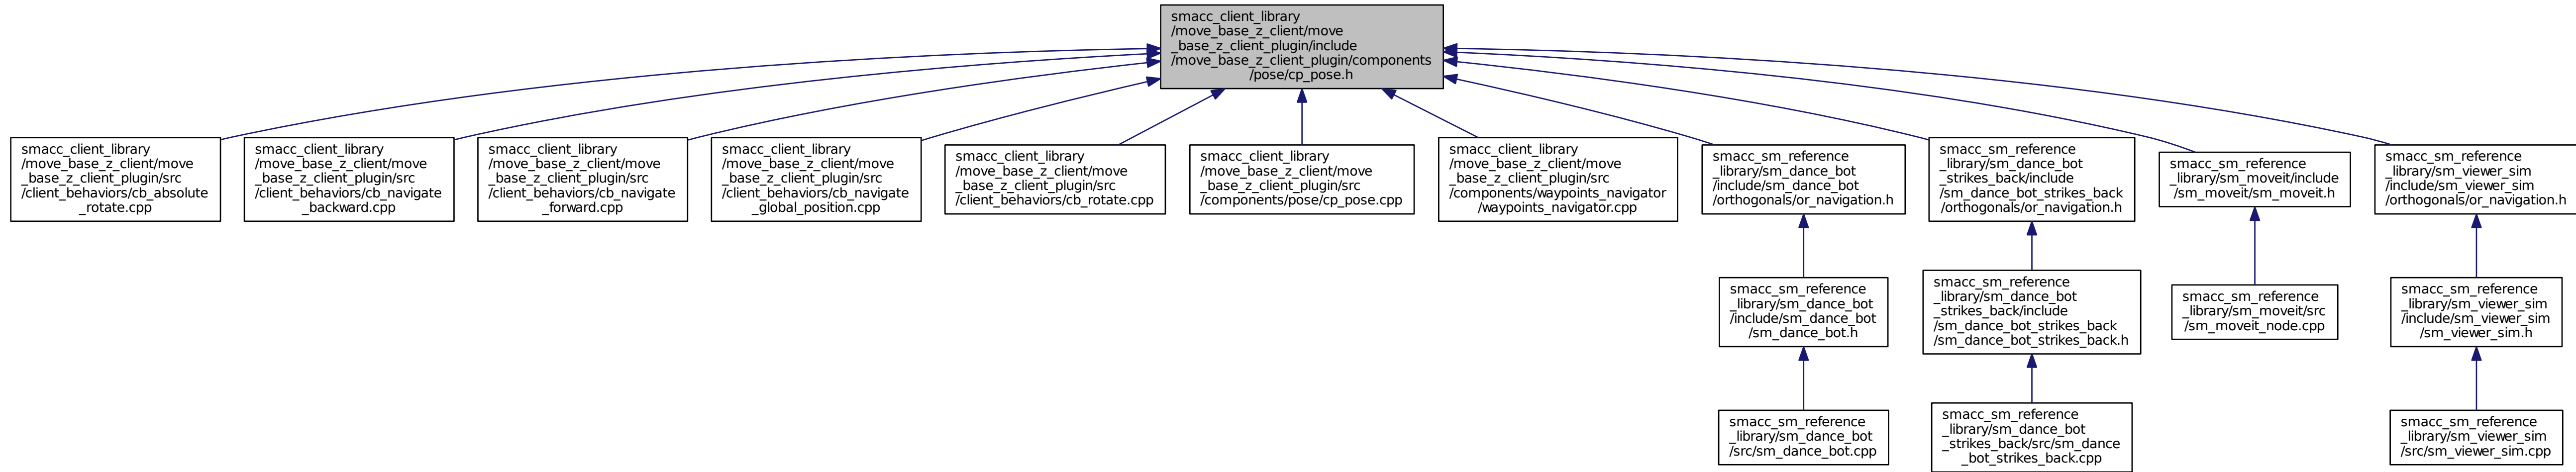 smacc_client_library
/move_base_z_client/move
_base_z_client_plugin/include
/move_base_z_client_plugin/components
/pose/cp_pose.h
smacc_client_library
/move_base_z_client/move
_base_z_client_plugin/src
/client_behaviors/cb_absolute
_rotate.cpp
smacc_client_library
/move_base_z_client/move
_base_z_client_plugin/src
/client_behaviors/cb_navigate
_backward.cpp
smacc_client_library
/move_base_z_client/move
_base_z_client_plugin/src
/client_behaviors/cb_navigate
_forward.cpp
smacc_client_library
/move_base_z_client/move
_base_z_client_plugin/src
/client_behaviors/cb_navigate
_global_position.cpp
smacc_client_library
/move_base_z_client/move
_base_z_client_plugin/src
/client_behaviors/cb_rotate.cpp
smacc_client_library
/move_base_z_client/move
_base_z_client_plugin/src
/components/pose/cp_pose.cpp
smacc_client_library
/move_base_z_client/move
_base_z_client_plugin/src
/components/waypoints_navigator
/waypoints_navigator.cpp
smacc_sm_reference
_library/sm_dance_bot
/include/sm_dance_bot
/orthogonals/or_navigation.h
smacc_sm_reference
_library/sm_dance_bot
_strikes_back/include
/sm_dance_bot_strikes_back
/orthogonals/or_navigation.h
smacc_sm_reference
_library/sm_moveit/include
/sm_moveit/sm_moveit.h
smacc_sm_reference
_library/sm_viewer_sim
/include/sm_viewer_sim
/orthogonals/or_navigation.h
smacc_sm_reference
_library/sm_dance_bot
/include/sm_dance_bot
/sm_dance_bot.h
smacc_sm_reference
_library/sm_dance_bot
_strikes_back/include
/sm_dance_bot_strikes_back
/sm_dance_bot_strikes_back.h
smacc_sm_reference
_library/sm_moveit/src
/sm_moveit_node.cpp
smacc_sm_reference
_library/sm_viewer_sim
/include/sm_viewer_sim
/sm_viewer_sim.h
smacc_sm_reference
_library/sm_dance_bot
/src/sm_dance_bot.cpp
smacc_sm_reference
_library/sm_dance_bot
_strikes_back/src/sm_dance
_bot_strikes_back.cpp
smacc_sm_reference
_library/sm_viewer_sim
/src/sm_viewer_sim.cpp